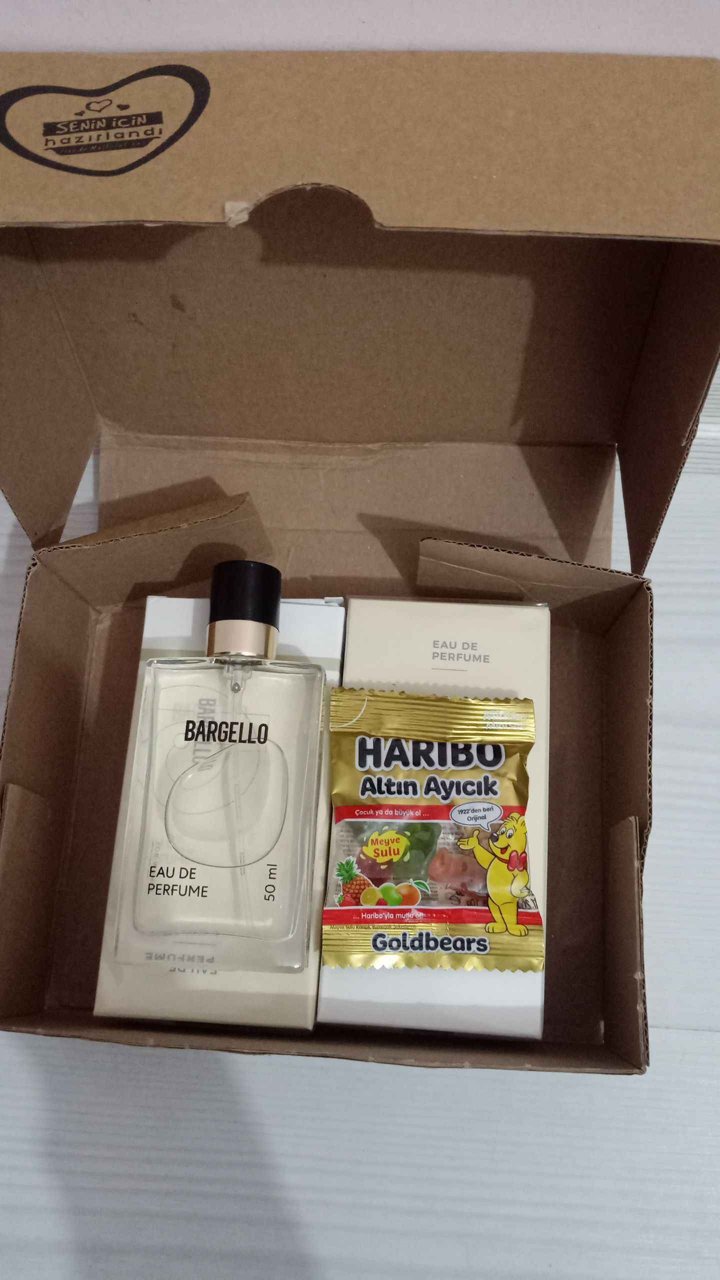 SENİN İÇİN
hazırlandı
EAU DE
PERFUME
BARGELLO
EAU DE
PERFUME
50 ml
HARIBO
Altın Ayıcık
Çocuk ya da büyük ol ...
1922'den beri
Orijinal
Meyve
Sulu
... Haribo'yla mutlu ol
Goldbears